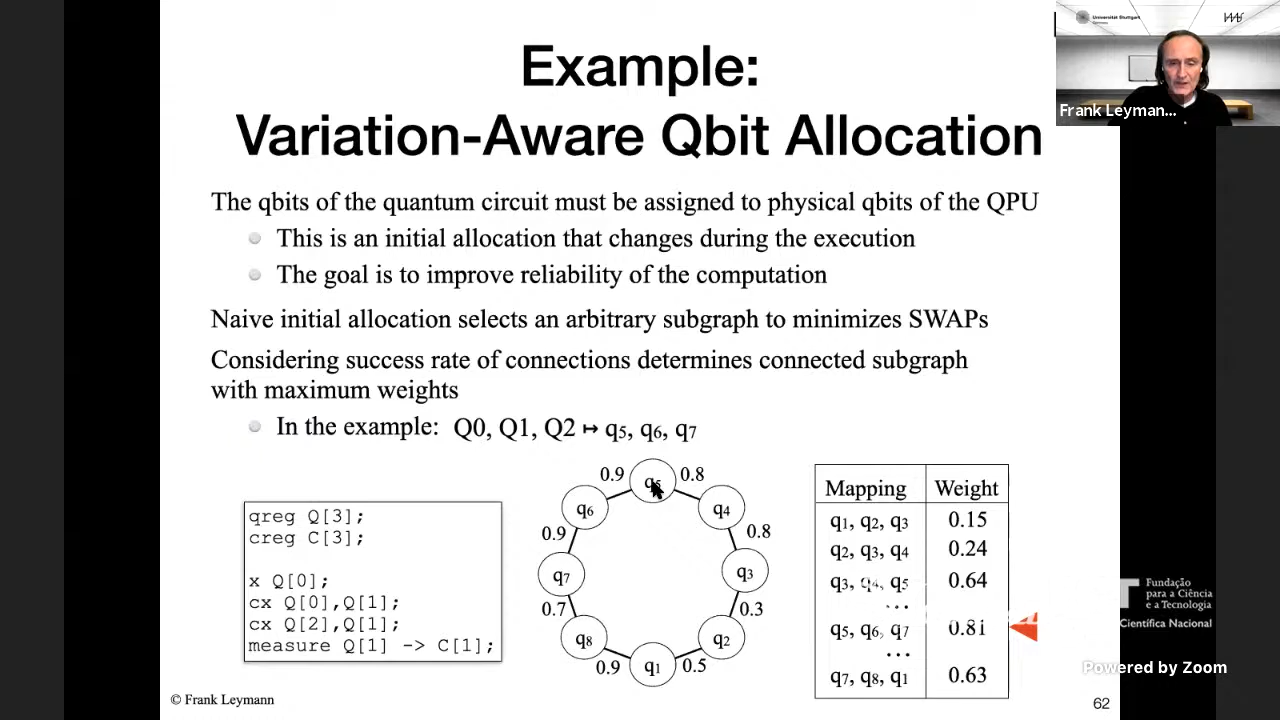 Example:
Variation-Aware Qbit Allocation
The qbits of the quantum circuit must be assigned to physical qbits of the QPU
This is an initial allocation that changes during the execution
The goal is to improve reliability of the computation
Naive initial allocation selects an arbitrary subgraph to minimizes SWAPs
Considering success rate of connections determines connected subgraph
with maximum weights
In the example: Q0, Q1, Q2 ↦ q5, q6, q7
qreg Q[3];
creg C[3];
x Q[0];
cx Q[0],Q[1];
cx Q[2],Q[1];
measure Q[1] -> C[1];
0.9 q5 0.8
q6 q4
0.9 0.8
q7 q3
0.7 0.3
q8 q2
0.9 q1 0.5
Mapping Weight
q1, q2, q3 0.15
q2, q3, q4 0.24
q3, q4, q5 0.64
...
q5, q6, q7 0.81
...
q7, q8, q1 0.63
© Frank Leymann
62
Universität Stuttgart
Germany
Frank Leyman...
Fundação
para a Ciência
e a Tecnologia
Científica Nacional
Powered by Zoom